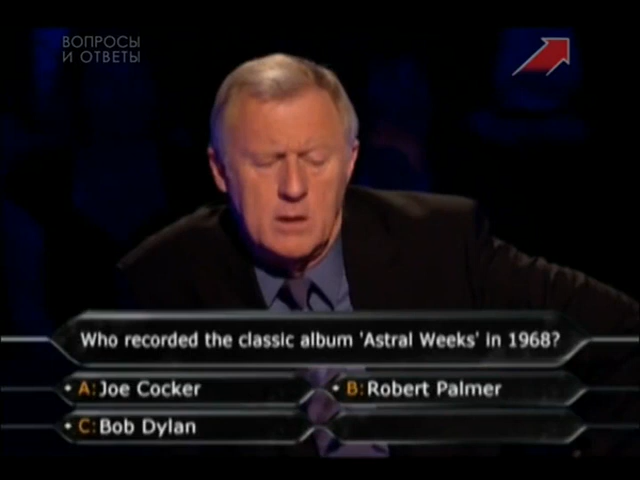 ВОПРОСЫ
И ОТВЕТЫ
Who recorded the classic album 'Astral Weeks' in 1968?
A: Joe Cocker
B: Robert Palmer
C: Bob Dylan